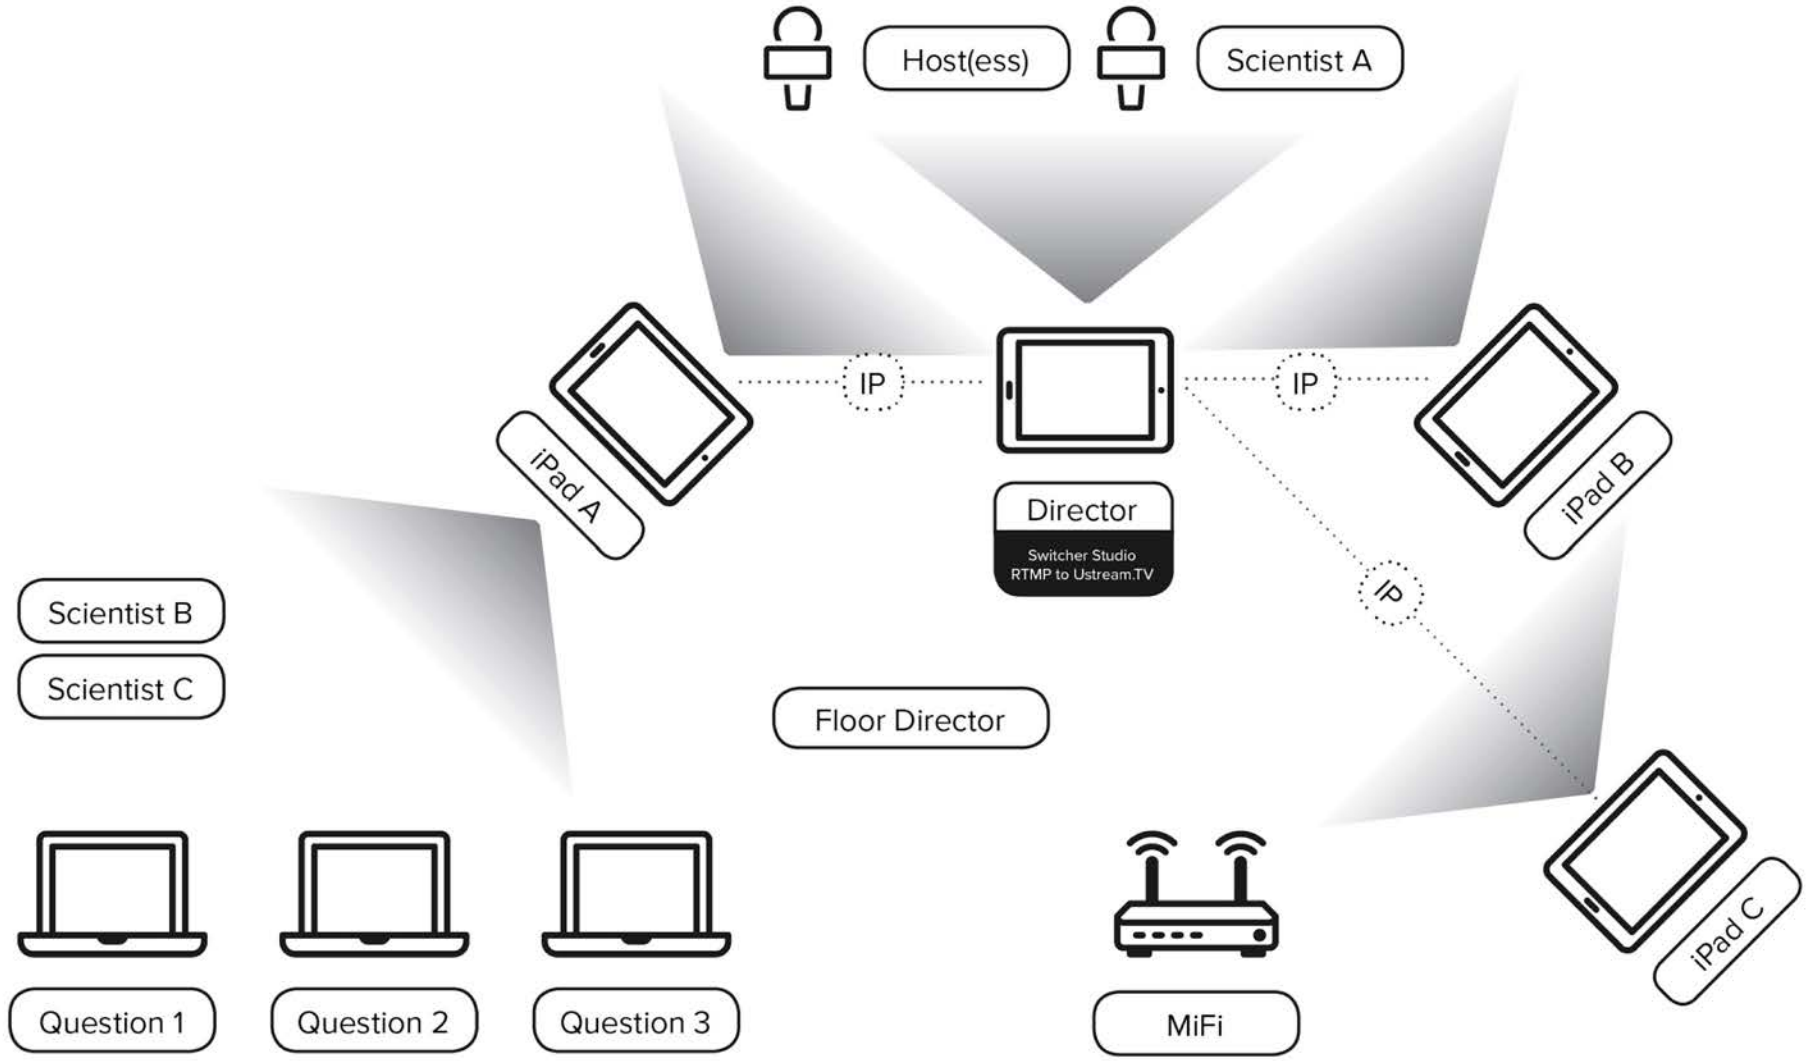 Host(ess)
Scientist A
IP
IP
iPad A
iPad B
Director
Switcher Studio
RTMP to Ustream.TV
IP
Scientist B
Scientist C
Floor Director
iPad C
Question 1
Question 2
Question 3
MiFi